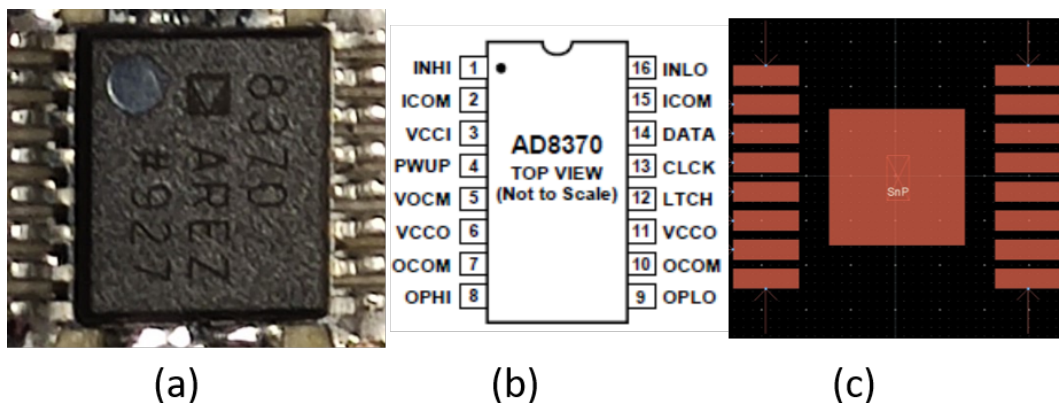 8370
AREZ
#927
INHI 1
ICOM 2
VCCI 3
PWUP 4
VOCM 5
VCCO 6
OCOM 7
OPHI 8
AD8370
TOP VIEW
(Not to Scale)
16 INLO
15 ICOM
14 DATA
13 CLCK
12 LTCH
11 VCCO
10 OCOM
9 OPLO
SnP
(a)
(b)
(c)